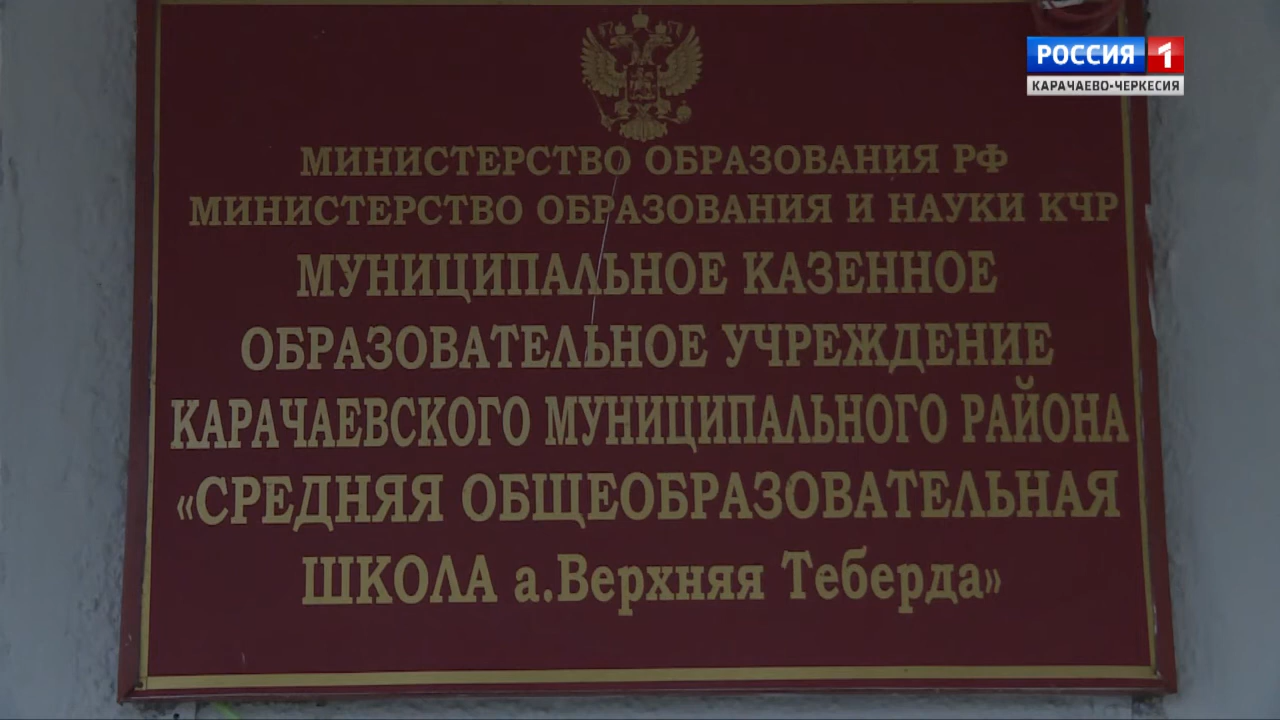 РОССИЯ 1
КАРАЧАЕВО-ЧЕРКЕСИЯ
МИНИСТЕРСТВО ОБРАЗОВАНИЯ РФ
МИНИСТЕРСТВО ОБРАЗОВАНИЯ И НАУКИ КЧР
МУНИЦИПАЛЬНОЕ КАЗЕННОЕ
ОБРАЗОВАТЕЛЬНОЕ УЧРЕЖДЕНИЕ
КАРАЧАЕВСКОГО МУНИЦИПАЛЬНОГО РАЙОНА
«СРЕДНЯЯ ОБЩЕОБРАЗОВАТЕЛЬНАЯ
ШКОЛА а.Верхняя Теберда»